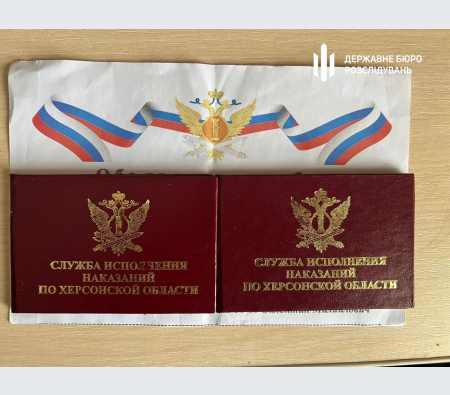 ДЕРЖАВНЕ БЮРО
РОЗСЛІДУВАНЬ
СЛУЖБА ИСПОЛНЕНИЯ
НАКАЗАНИЙ
ПО ХЕРСОНСКОЙ ОБЛАСТИ
СЛУЖБА ИСПОЛНЕНИЯ
НАКАЗАНИЙ
ПО ХЕРСОНСКОЙ ОБЛАСТИ